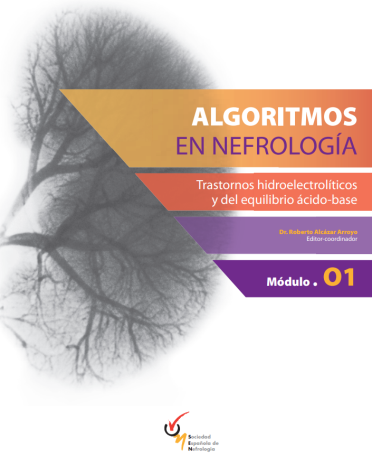 ALGORITMOS
EN NEFROLOGÍA
Trastornos hidroelectrolíticos
y del equilibrio ácido-base
Dr. Roberto Alcázar Arroyo
Editor-coordinador
Módulo . 01
Sociedad
Española de
Nefrología